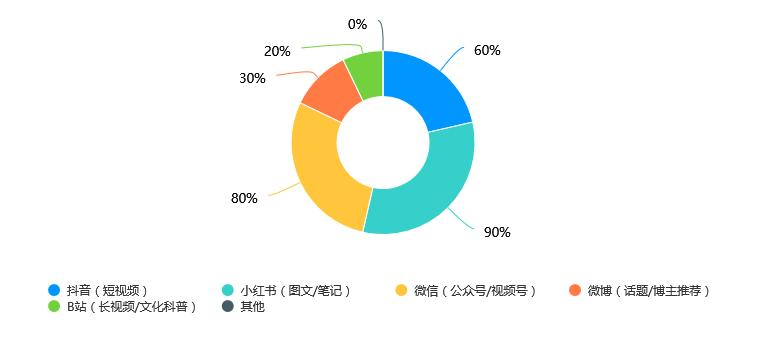 0%
60%
20%
30%
80%
90%
抖音（短视频）
小红书（图文/笔记）
微信（公众号/视频号）
微博（话题/博主推荐）
B站（长视频/文化科普）
其他